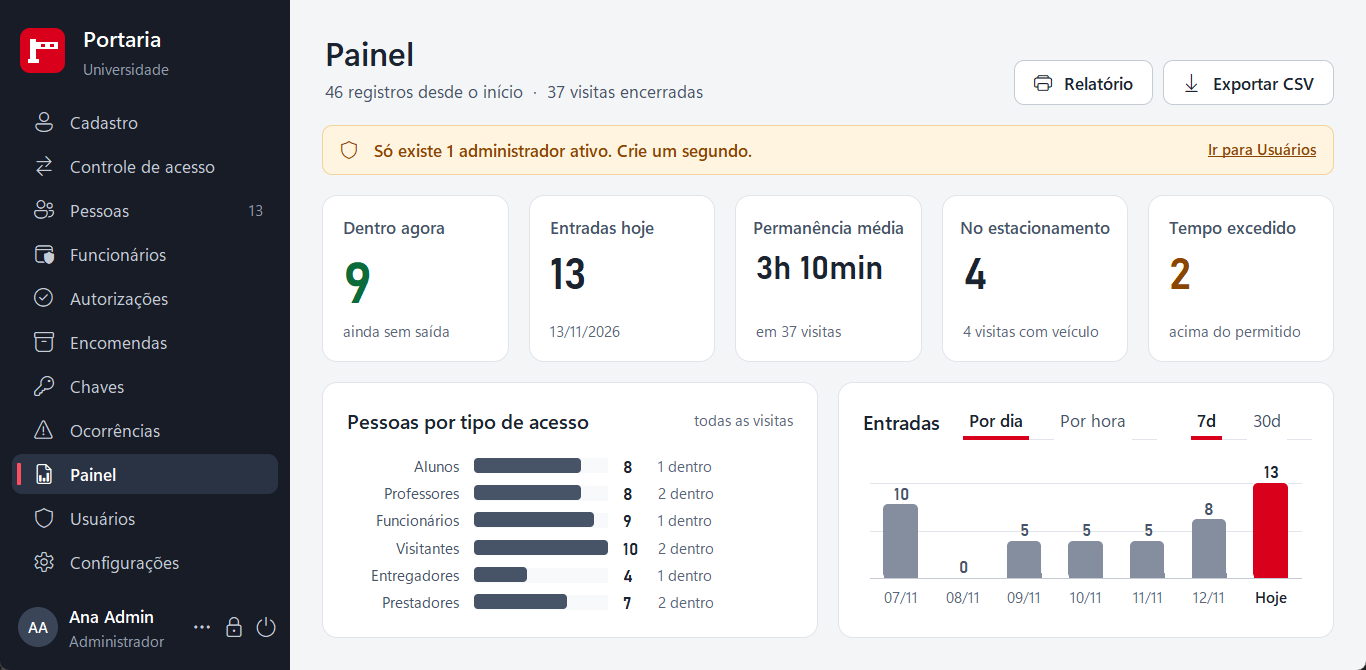 Portaria
Universidade
Cadastro
Controle de acesso
Pessoas 13
Funcionários
Autorizações
Encomendas
Chaves
Ocorrências
Painel
Usuários
Configurações
AA
Ana Admin
Administrador
Painel
46 registros desde o início · 37 visitas encerradas
Relatório
Exportar CSV
Só existe 1 administrador ativo. Crie um segundo.
Ir para Usuários
Dentro agora
9
ainda sem saída
Entradas hoje
13
13/11/2026
Permanência média
3h 10min
em 37 visitas
No estacionamento
4
4 visitas com veículo
Tempo excedido
2
acima do permitido
Pessoas por tipo de acesso todas as visitas
Alunos 8 1 dentro
Professores 8 2 dentro
Funcionários 9 1 dentro
Visitantes 10 2 dentro
Entregadores 4 1 dentro
Prestadores 7 2 dentro
Entradas Por dia Por hora 7d 30d
10 0 5 5 5 8 13
07/11 08/11 09/11 10/11 11/11 12/11 Hoje